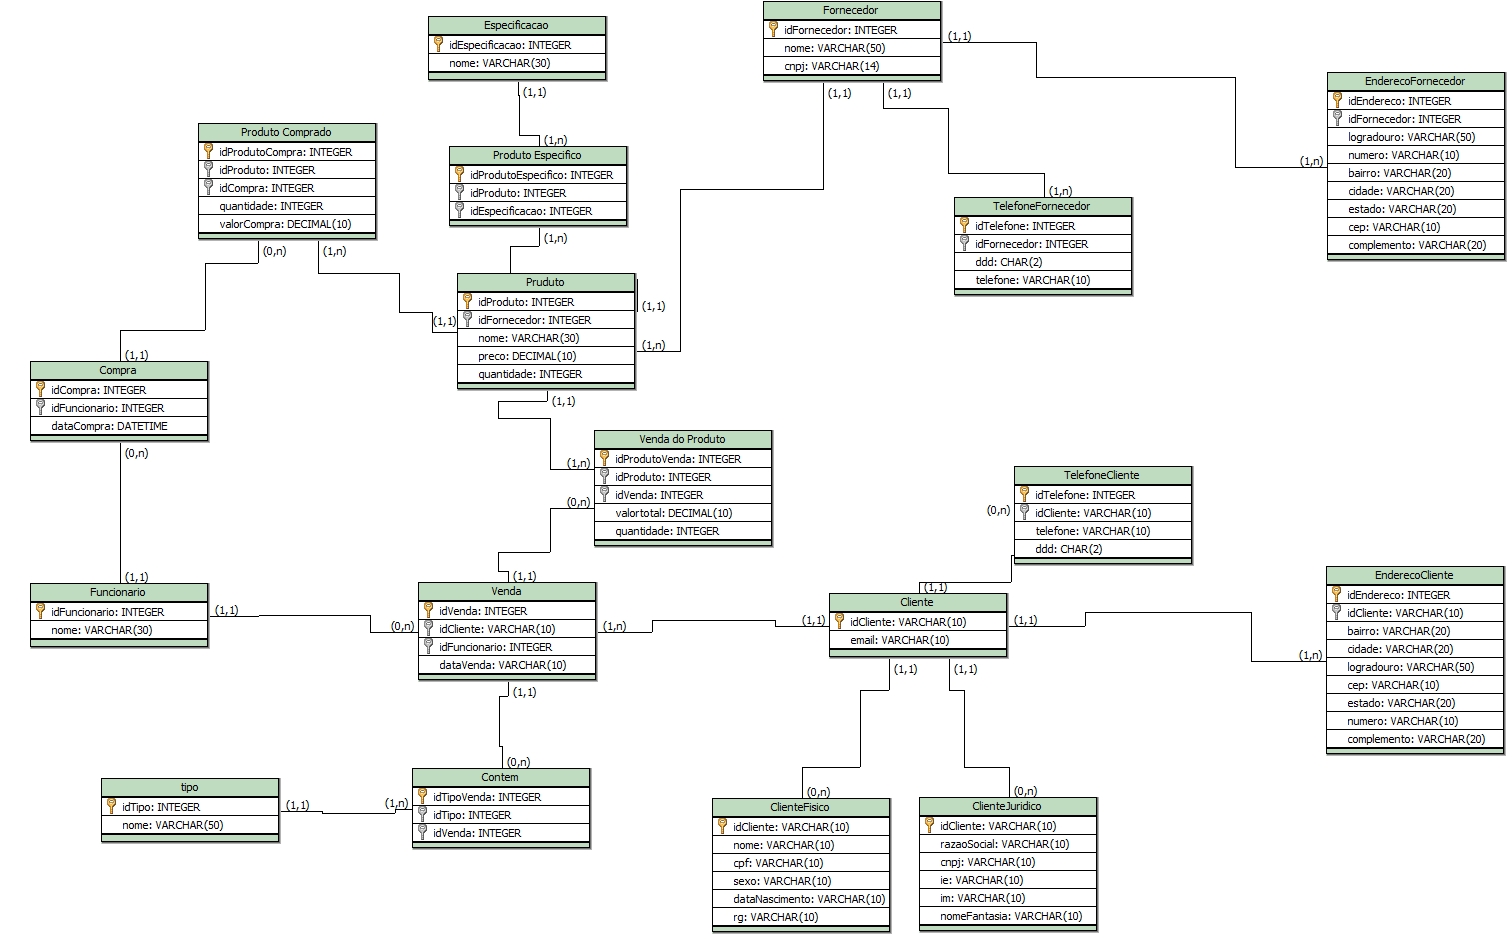 Especificacao
idEspecificacao: INTEGER
nome: VARCHAR(30)
(1,1)
(1,n)
Fornecedor
idFornecedor: INTEGER
nome: VARCHAR(50)
cnpj: VARCHAR(14)
(1,1)
(1,1)
(1,1)
EnderecoFornecedor
idEndereco: INTEGER
idFornecedor: INTEGER
logradouro: VARCHAR(50)
numero: VARCHAR(10)
bairro: VARCHAR(20)
cidade: VARCHAR(20)
estado: VARCHAR(20)
cep: VARCHAR(10)
complemento: VARCHAR(20)
(1,n)
Produto Comprado
idProdutoCompra: INTEGER
idProduto: INTEGER
idCompra: INTEGER
quantidade: INTEGER
valorCompra: DECIMAL(10)
(0,n)
(1,n)
Produto Especifico
idProdutoEspecifico: INTEGER
idProduto: INTEGER
idEspecificacao: INTEGER
(1,n)
(1,n)
TelefoneFornecedor
idTelefone: INTEGER
idFornecedor: INTEGER
ddd: CHAR(2)
telefone: VARCHAR(10)
Pruduto
idProduto: INTEGER
idFornecedor: INTEGER
nome: VARCHAR(30)
preco: DECIMAL(10)
quantidade: INTEGER
(1,1)
(1,1)
(1,n)
(1,1)
(1,1)
Compra
idCompra: INTEGER
idFuncionario: INTEGER
dataCompra: DATETIME
(0,n)
Venda do Produto
idProdutoVenda: INTEGER
idProduto: INTEGER
idVenda: INTEGER
valortotal: DECIMAL(10)
quantidade: INTEGER
(1,n)
(0,n)
TelefoneCliente
idTelefone: INTEGER
idCliente: VARCHAR(10)
telefone: VARCHAR(10)
ddd: CHAR(2)
(0,n)
(1,1)
Funcionario
idFuncionario: INTEGER
nome: VARCHAR(30)
(1,1)
(1,1)
Venda
idVenda: INTEGER
idCliente: VARCHAR(10)
idFuncionario: INTEGER
dataVenda: VARCHAR(10)
(0,n)
(1,n)
(1,1)
(1,1)
Cliente
idCliente: VARCHAR(10)
email: VARCHAR(10)
(1,1)
(1,1)
(1,1)
(1,1)
EnderecoCliente
idEndereco: INTEGER
idCliente: VARCHAR(10)
bairro: VARCHAR(20)
cidade: VARCHAR(20)
logradouro: VARCHAR(50)
cep: VARCHAR(10)
estado: VARCHAR(20)
numero: VARCHAR(10)
complemento: VARCHAR(20)
(1,n)
tipo
idTipo: INTEGER
nome: VARCHAR(50)
(1,1)
(0,n)
Contem
idTipoVenda: INTEGER
idTipo: INTEGER
idVenda: INTEGER
(1,n)
(0,n)
ClienteFisico
idCliente: VARCHAR(10)
nome: VARCHAR(10)
cpf: VARCHAR(10)
sexo: VARCHAR(10)
dataNascimento: VARCHAR(10)
rg: VARCHAR(10)
(0,n)
ClienteJuridico
idCliente: VARCHAR(10)
razaoSocial: VARCHAR(10)
cnpj: VARCHAR(10)
ie: VARCHAR(10)
im: VARCHAR(10)
nomeFantasia: VARCHAR(10)